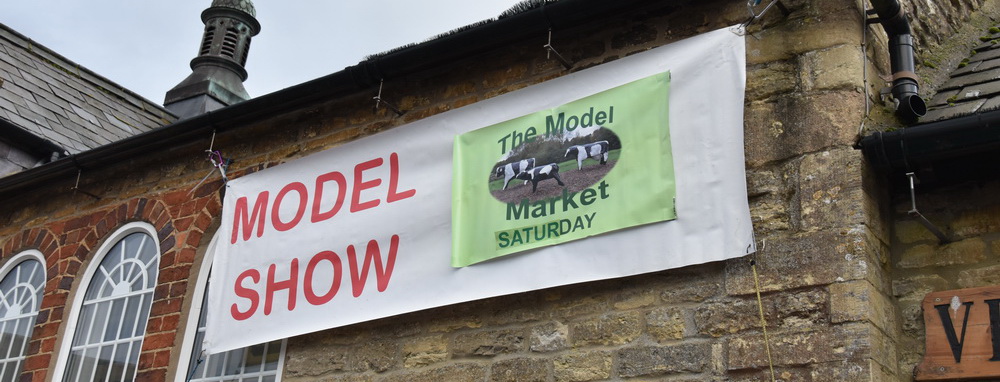 MODEL
SHOW
The Model
Market
SATURDAY